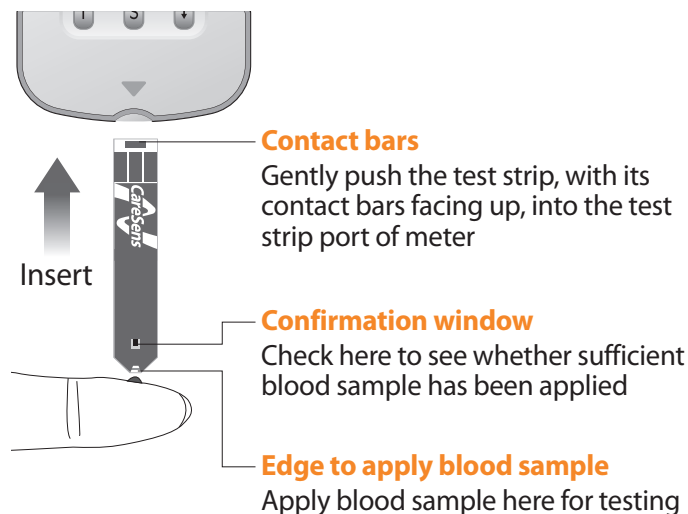 S
Contact bars
Gently push the test strip, with its
contact bars facing up, into the test
strip port of meter
CareSens
N
Insert
Confirmation window
Check here to see whether sufficient
blood sample has been applied
Edge to apply blood sample
Apply blood sample here for testing